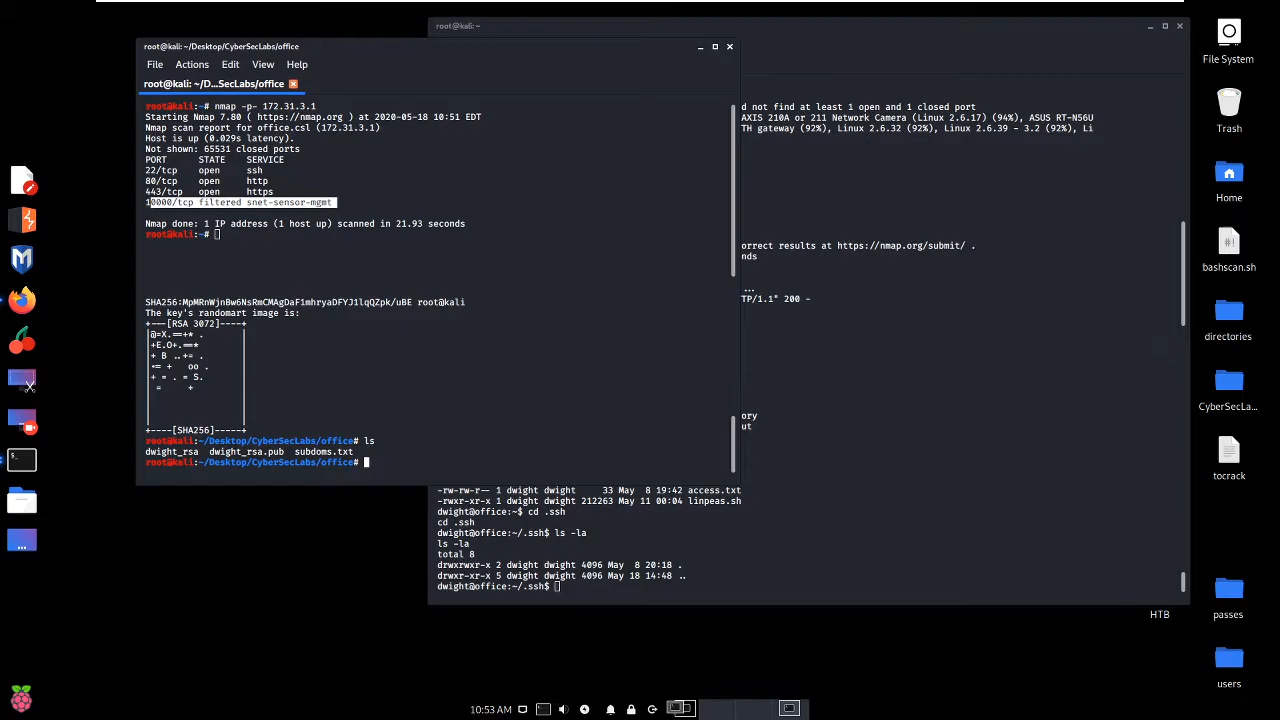 root@kali: ~
root@kali: ~/Desktop/CyberSecLabs/office
File Actions Edit View Help
root@kali: ~/D...SecLabs/office
root@kali:~# nmap -p- 172.31.3.1
Starting Nmap 7.80 ( https://nmap.org ) at 2020-05-18 10:51 EDT
Nmap scan report for office.csl (172.31.3.1)
Host is up (0.029s latency).
Not shown: 65531 closed ports
PORT STATE SERVICE
22/tcp open ssh
80/tcp open http
443/tcp open https
10000/tcp filtered snet-sensor-mgmt
Nmap done: 1 IP address (1 host up) scanned in 21.93 seconds
root@kali:~#
SHA256:MpMRnWjnBw6NsRmCMAgDaF1mhryaDFYJ1lqQZpk/uBE root@kali
The key's randomart image is:
+---[RSA 3072]----+
|@=X.==+* . |
|+E.O+.==* |
|+ B ..+= . |
|*= + oo . |
|+ = . = S. |
| = + |
| |
| |
| |
+----[SHA256]-----+
root@kali:~/Desktop/CyberSecLabs/office# ls
dwight_rsa dwight_rsa.pub subdoms.txt
root@kali:~/Desktop/CyberSecLabs/office#
d not find at least 1 open and 1 closed port
AXIS 210A or 211 Network Camera (Linux 2.6.17) (94%), ASUS RT-N56U
TH gateway (92%), Linux 2.6.32 (92%), Linux 2.6.39 - 3.2 (92%), Li
orrect results at https://nmap.org/submit/ .
nds
...
TP/1.1" 200 -
ory
ut
-rw-rw-r-- 1 dwight dwight 33 May 8 19:42 access.txt
-rwxr-xr-x 1 dwight dwight 212263 May 11 00:04 linpeas.sh
dwight@office:~$ cd .ssh
cd .ssh
dwight@office:~/.ssh$ ls -la
ls -la
total 8
drwxrwxr-x 2 dwight dwight 4096 May 8 20:18 .
drwxr-xr-x 5 dwight dwight 4096 May 18 14:48 ..
dwight@office:~/.ssh$
File System
Trash
Home
#!
bashscan.sh
directories
CyberSecLa...
tocrack
HTB
passes
users
10:53 AM